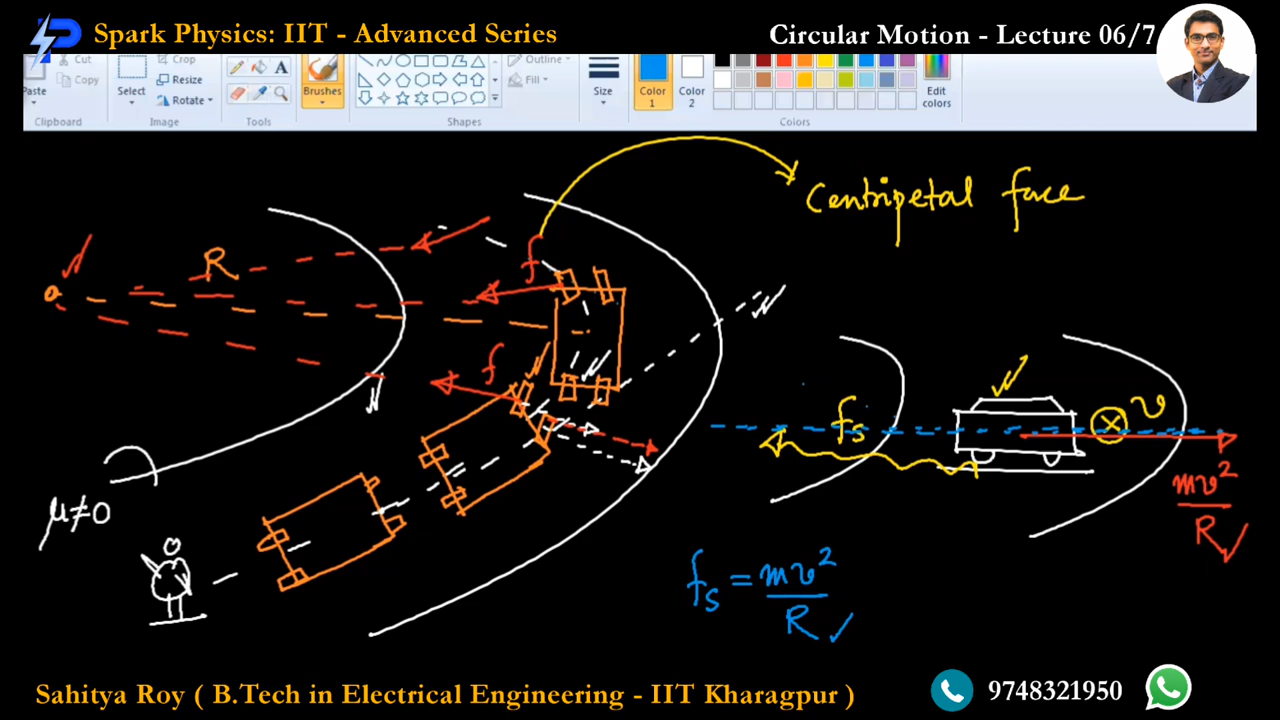 Spark Physics: IIT - Advanced Series
Circular Motion - Lecture 06/7
Paste
Cut
Copy
Clipboard
Select
Crop
Resize
Rotate
Image
Tools
Brushes
Shapes
Outline
Fill
Size
Color 1
Color 2
Edit colors
Colors
Centripetal force
R
f
f
μ≠0
fs
v
mv²/R
fs = mv²/R
Sahitya Roy ( B.Tech in Electrical Engineering - IIT Kharagpur )
9748321950